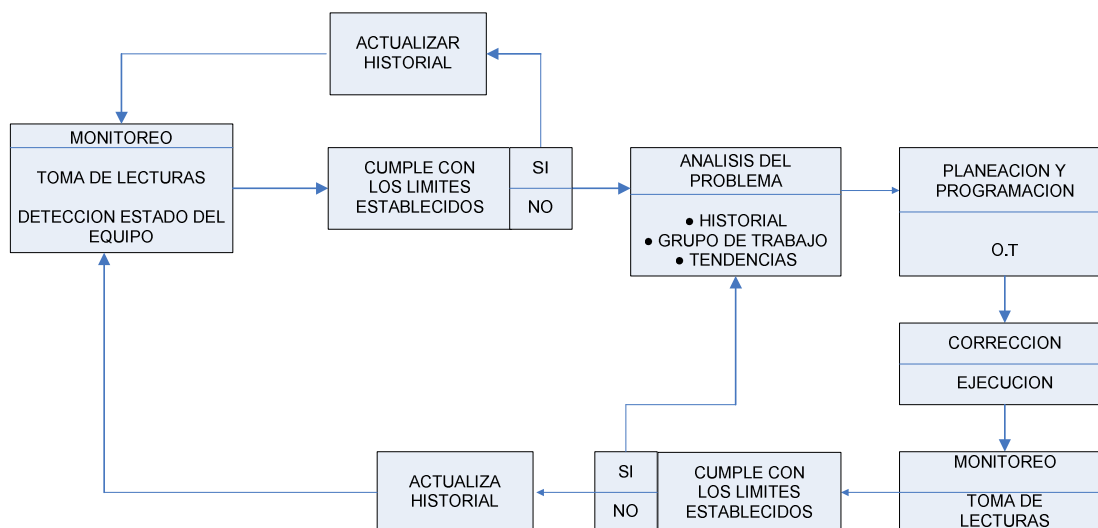 ACTUALIZAR
HISTORIAL
MONITOREO
TOMA DE LECTURAS
DETECCION ESTADO DEL
EQUIPO
CUMPLE CON
LOS LIMITES
ESTABLECIDOS
SI
NO
ANALISIS DEL
PROBLEMA
● HISTORIAL
● GRUPO DE TRABAJO
● TENDENCIAS
PLANEACION Y
PROGRAMACION
O.T
CORRECCION
EJECUCION
MONITOREO
TOMA DE
LECTURAS
CUMPLE CON
LOS LIMITES
ESTABLECIDOS
SI
NO
ACTUALIZA
HISTORIAL